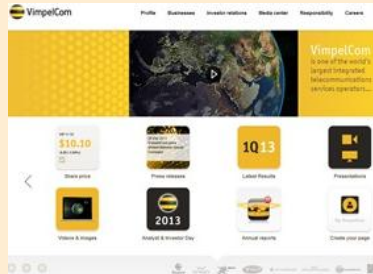 VimpelCom
Profile Businesses Investor relations Media center Responsibility Careers
VimpelCom
is one of the world's
largest integrated
telecommunications
services operators...
$10.10
1Q13
2013
Share price Press releases Latest Results Presentations
Videos & images Analyst & Investor Day Annual reports Create your page